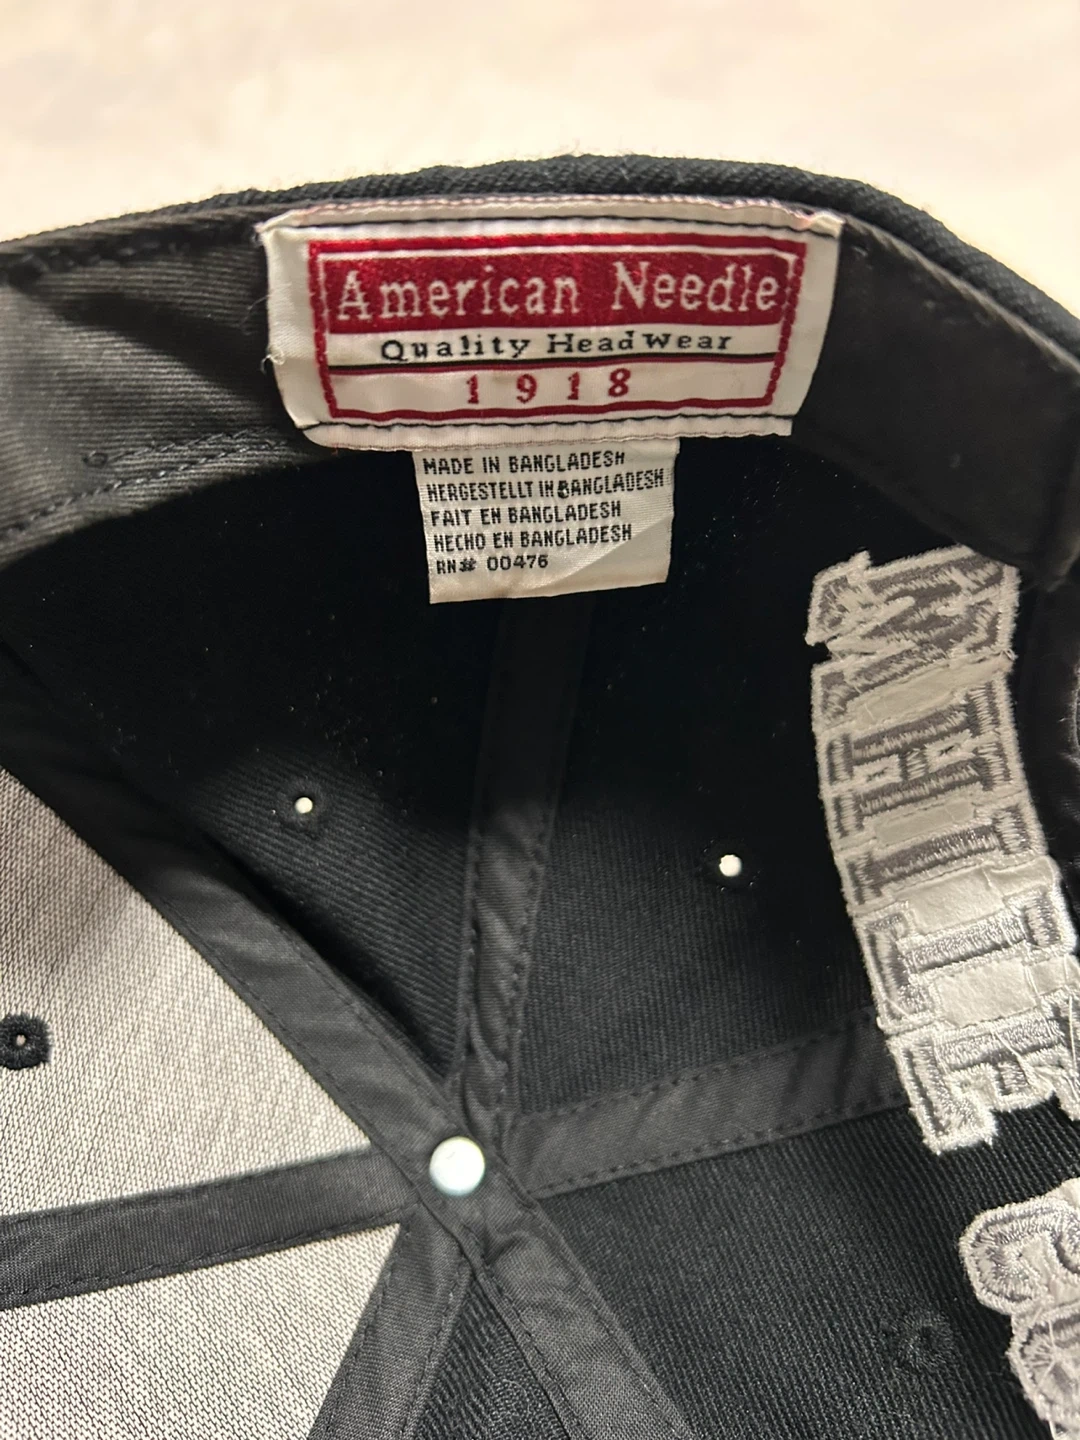 American Needle
Quality Headwear
1918
MADE IN BANGLADESH
HERGESTELLT IN BANGLADESH
FAIT EN BANGLADESH
HECHO EN BANGLADESH
RN# 00476